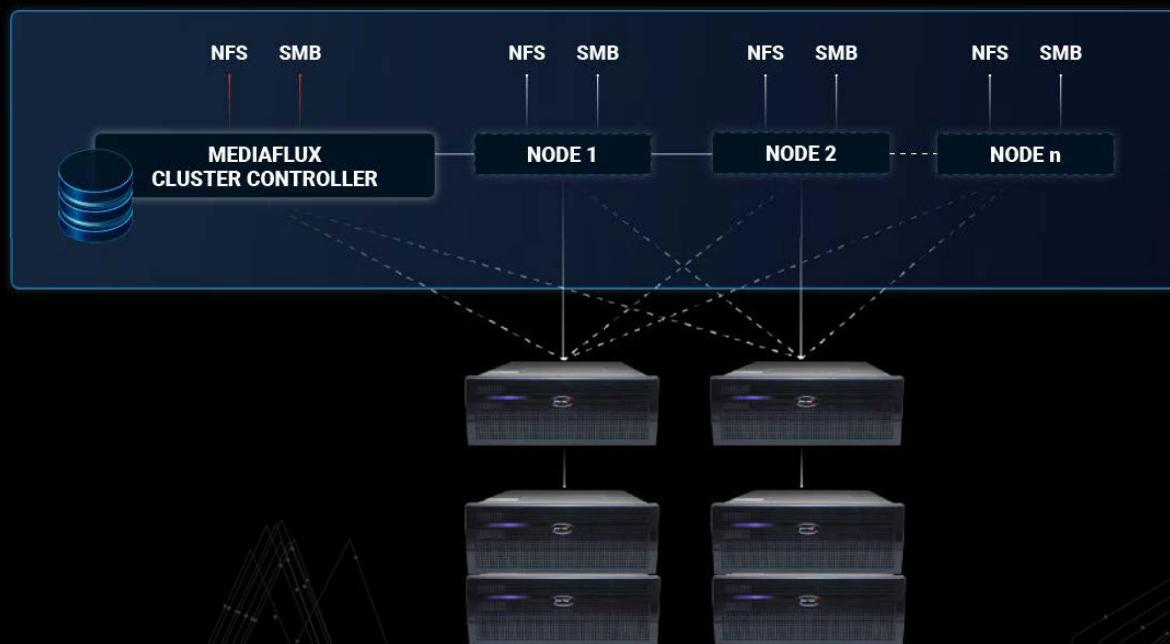 NFS SMB NFS SMB NFS SMB NFS SMB
MEDIAFLUX
CLUSTER CONTROLLER
NODE 1
NODE 2
NODE n